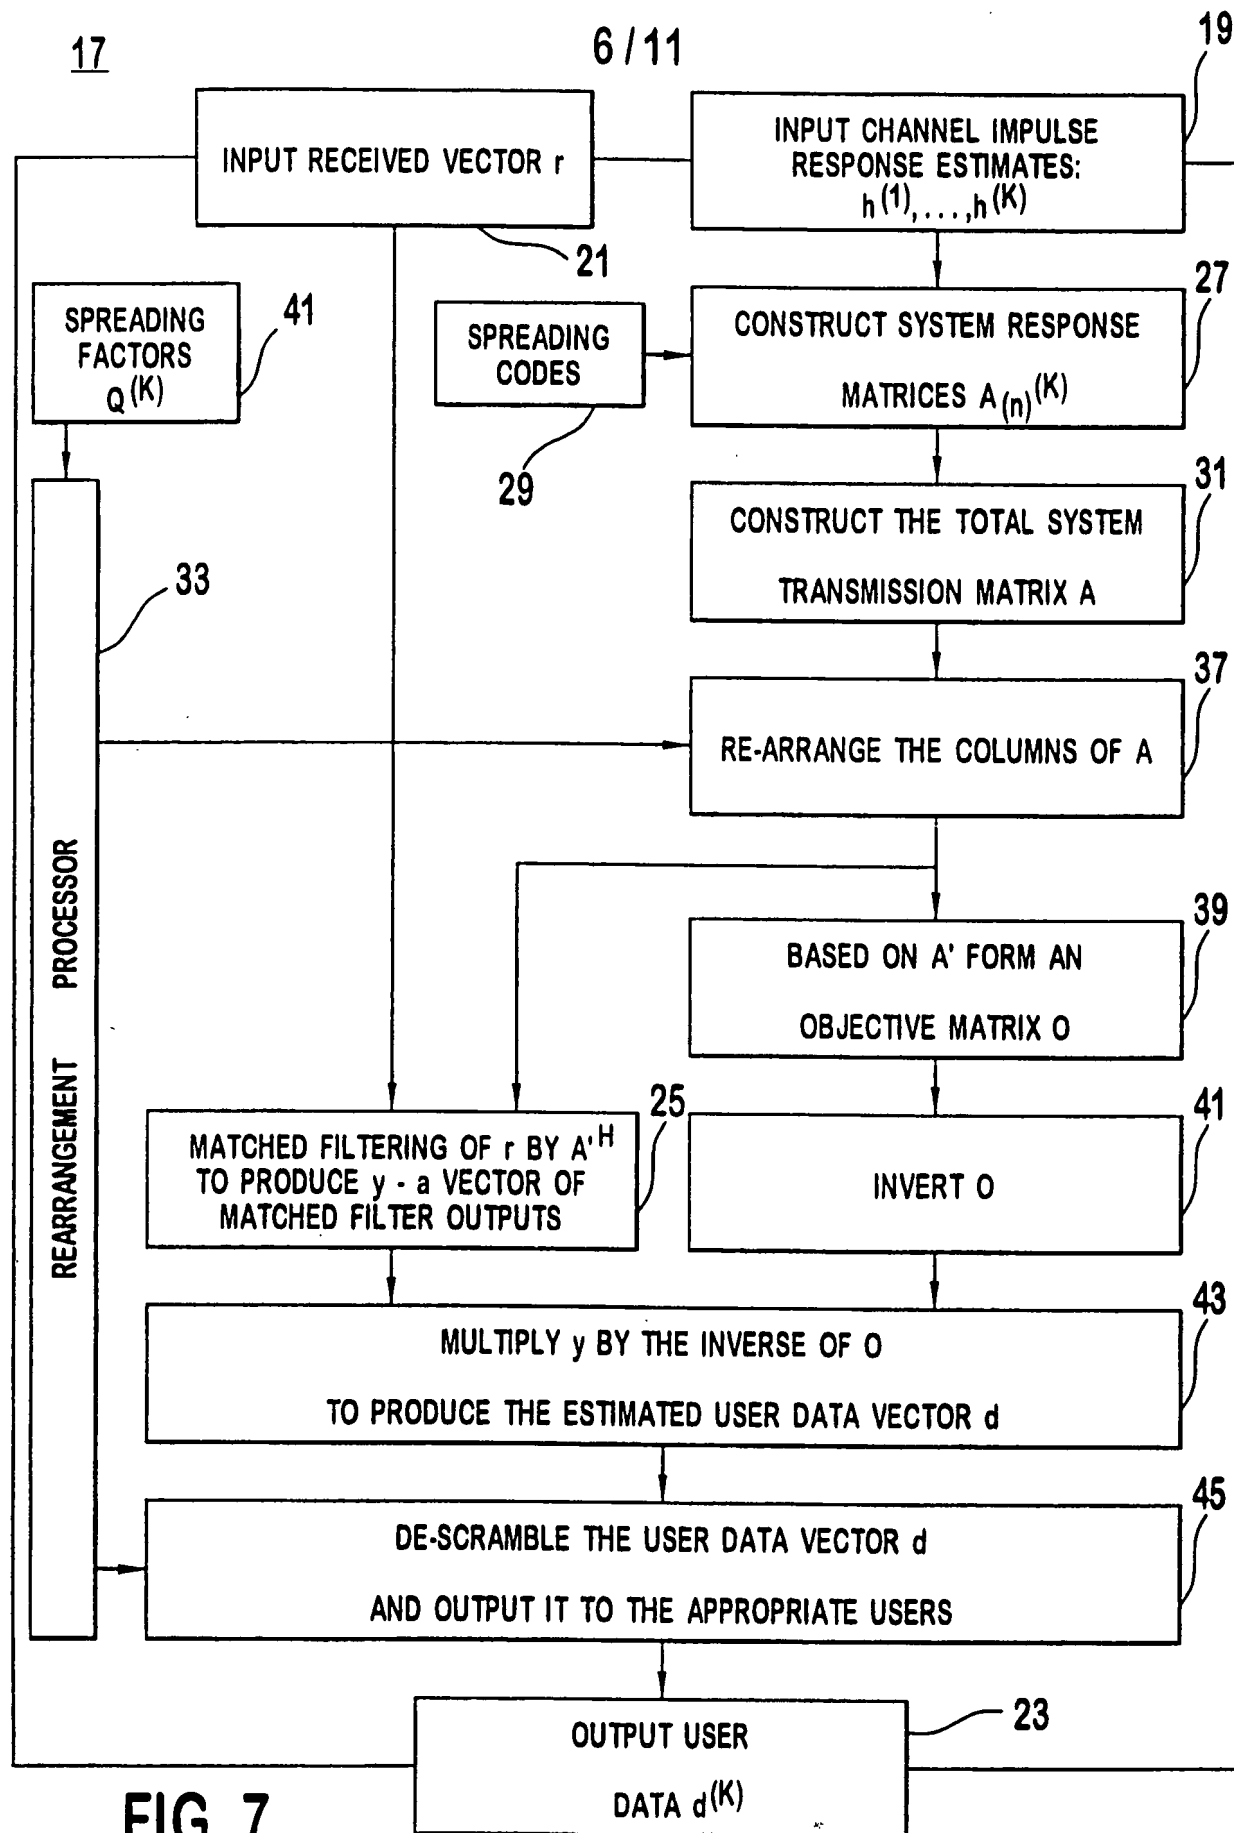 17
6 / 11
19
INPUT RECEIVED VECTOR r
INPUT CHANNEL IMPULSE
RESPONSE ESTIMATES:
h(1),...,h(K)
21
SPREADING
FACTORS
Q(K)
41
SPREADING
CODES
29
27
CONSTRUCT SYSTEM RESPONSE
MATRICES A(n)(K)
31
CONSTRUCT THE TOTAL SYSTEM
TRANSMISSION MATRIX A
33
REARRANGEMENT PROCESSOR
37
RE-ARRANGE THE COLUMNS OF A
39
BASED ON A' FORM AN
OBJECTIVE MATRIX O
25
MATCHED FILTERING OF r BY A'H
TO PRODUCE y - a VECTOR OF
MATCHED FILTER OUTPUTS
41
INVERT O
43
MULTIPLY y BY THE INVERSE OF O
TO PRODUCE THE ESTIMATED USER DATA VECTOR d
45
DE-SCRAMBLE THE USER DATA VECTOR d
AND OUTPUT IT TO THE APPROPRIATE USERS
23
OUTPUT USER
DATA d(K)
FIG 7